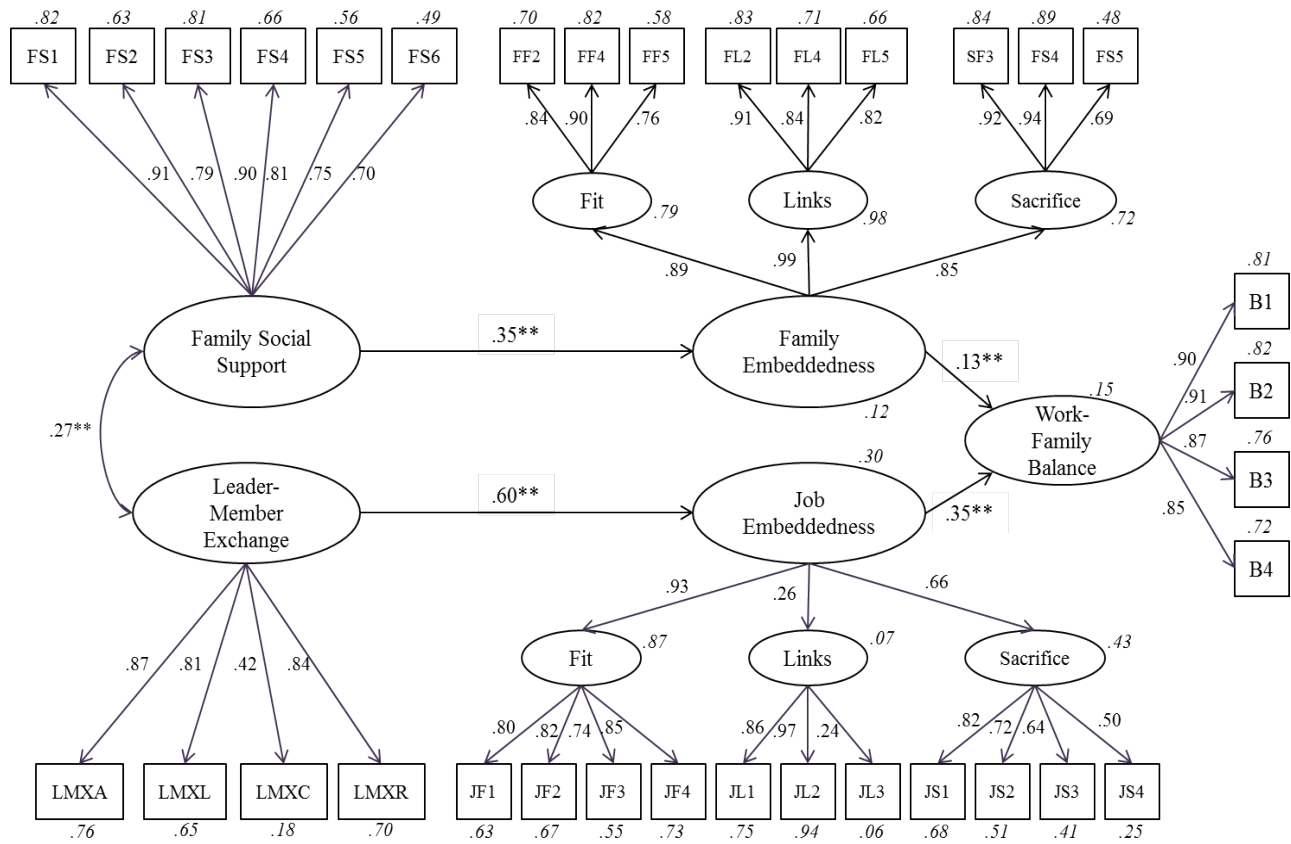 .82 .63 .81 .66 .56 .49 .70 .82 .58 .83 .71 .66 .84 .89 .48
FS1 FS2 FS3 FS4 FS5 FS6 FF2 FF4 FF5 FL2 FL4 FL5 SF3 FS4 FS5
.84 .90 .76 .91 .84 .82 .92 .94 .69
.91 .79 .90 .81 .75 .70
Fit .79 Links .98 Sacrifice .72
.89 .99 .85
.81
B1
Family Social
Support
.35**
Family
Embeddedness
.12
.13**
.90
.82
B2
.91
.15
Work-
Family
Balance
.87
.76
B3
.85
.72
B4
.27**
Leader-
Member
Exchange
.60**
.30
Job
Embeddedness
.35**
.93 .26 .66
Fit .87 Links .07 Sacrifice .43
.87 .81 .42 .84
.80 .82 .74 .85 .86 .97 .24 .82 .72 .64 .50
LMXA LMXL LMXC LMXR JF1 JF2 JF3 JF4 JL1 JL2 JL3 JS1 JS2 JS3 JS4
.76 .65 .18 .70 .63 .67 .55 .73 .75 .94 .06 .68 .51 .41 .25